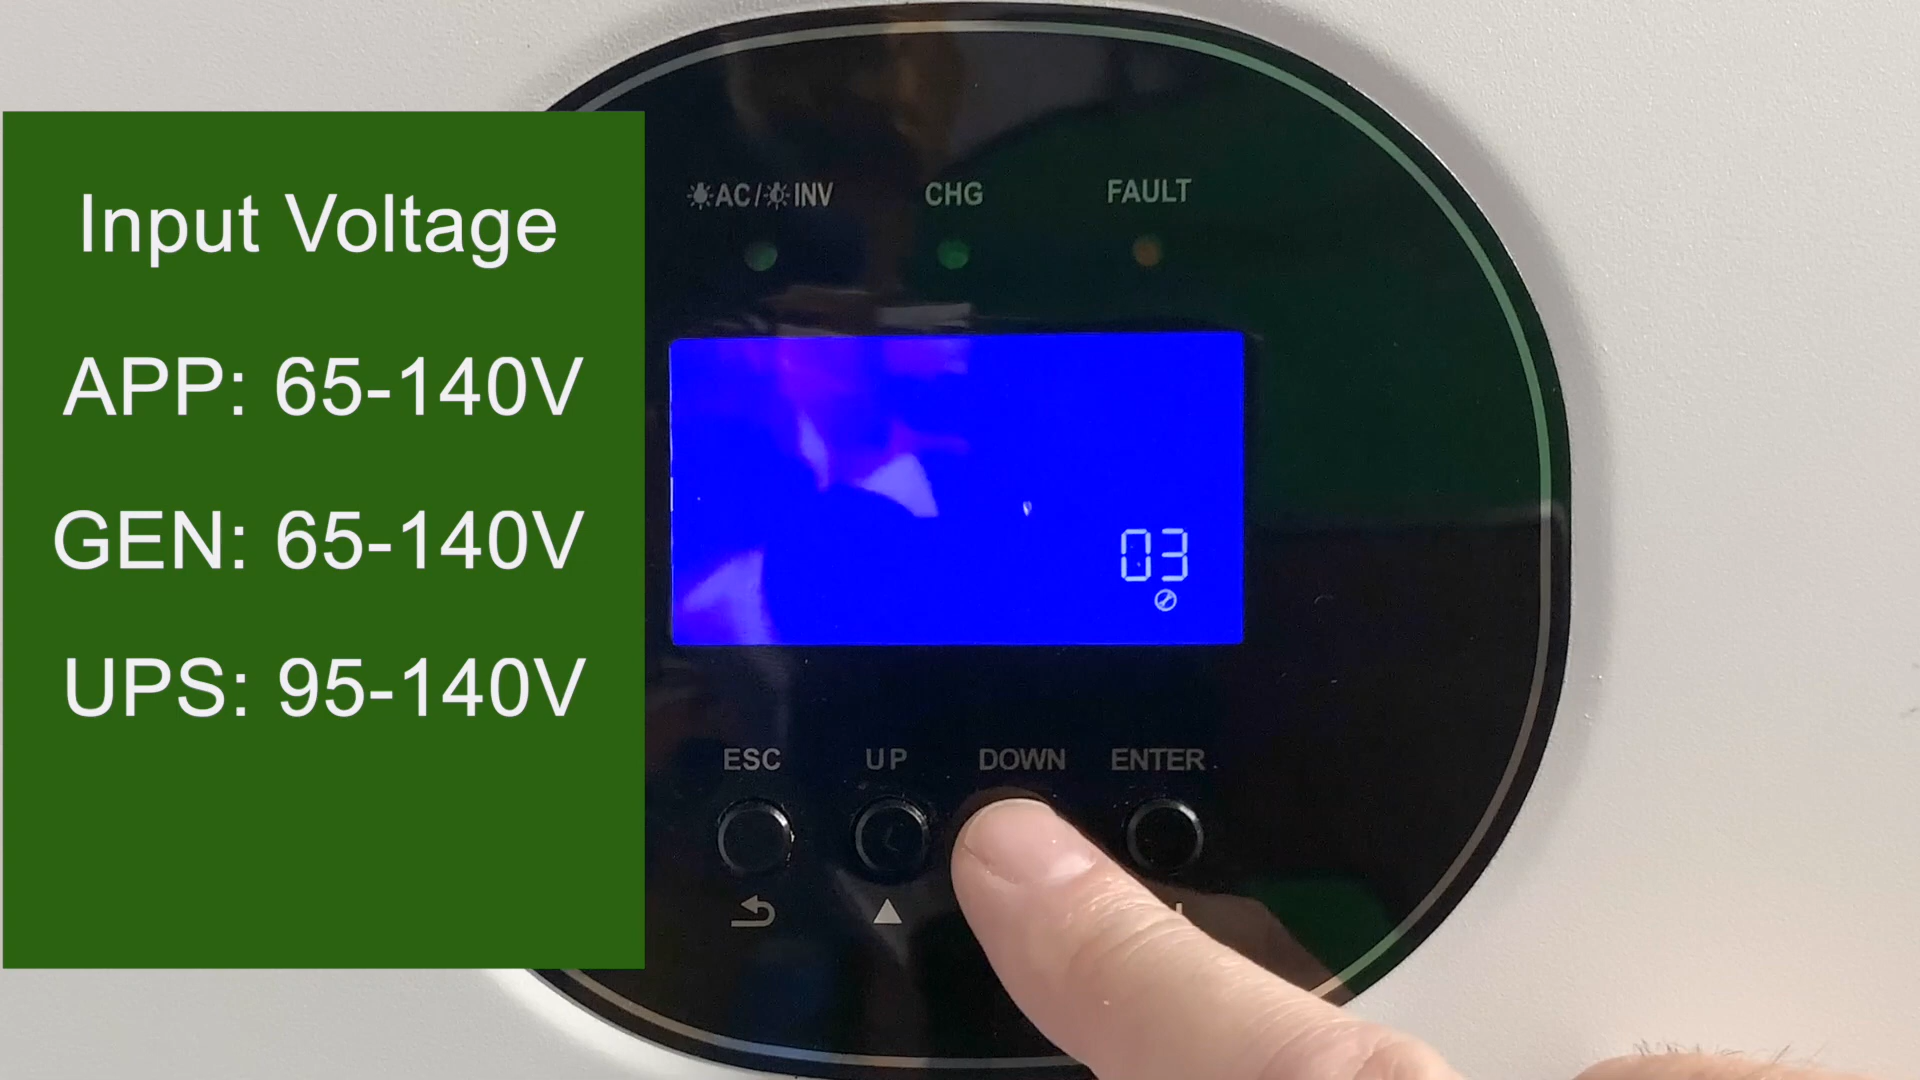 Input Voltage
APP: 65-140V
GEN: 65-140V
UPS: 95-140V
AC/INV CHG FAULT
03
ESC UP DOWN ENTER